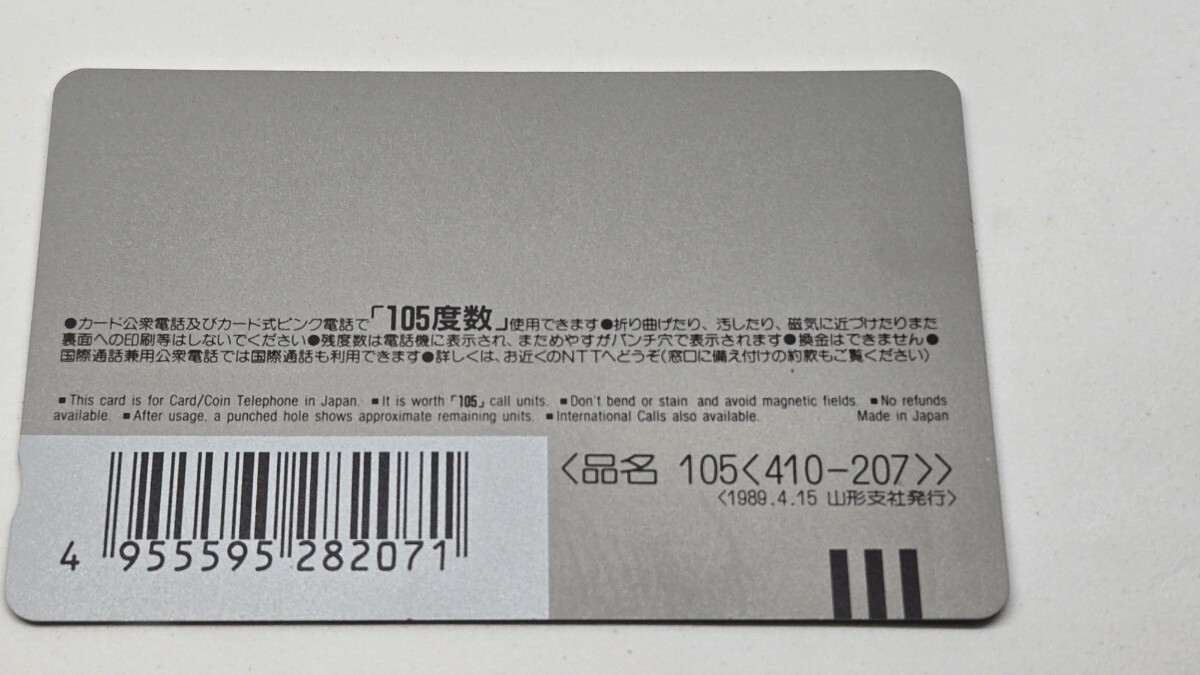 ●カード公衆電話及びカード式ピンク電話で「105度数」使用できます●折り曲げたり、汚したり、磁気に近づけたりまた
裏面への印刷等はしないでください●残度数は電話機に表示され、まためやすがパンチ穴で表示されます●換金はできません●
国際通話兼用公衆電話では国際通話も利用できます●詳しくは、お近くのNTTへどうぞ(窓口に備え付けの約款もご覧ください)
■This card is for Card/Coin Telephone in Japan. ■It is worth「105」call units. ■Don't bend or stain and avoid magnetic fields. ■No refunds
available. ■After usage, a punched hole shows approximate remaining units. ■International Calls also available. Made in Japan
<品名 105<410-207>>
<1989.4.15 山形支社発行>
4 955595 282071